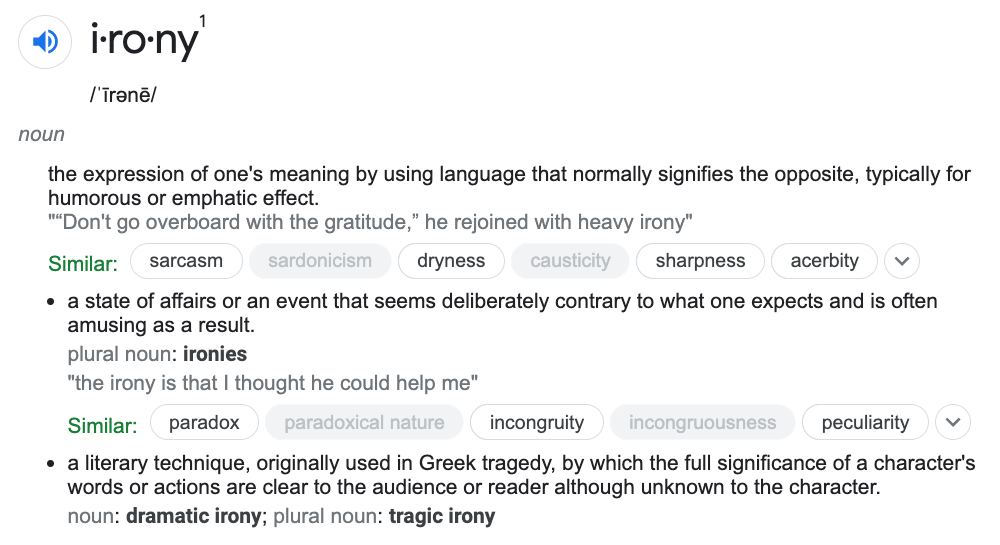 i·ro·ny¹
/ˈīrənē/
noun
the expression of one's meaning by using language that normally signifies the opposite, typically for
humorous or emphatic effect.
"“Don't go overboard with the gratitude,” he rejoined with heavy irony"
Similar: sarcasm sardonicism dryness causticity sharpness acerbity
• a state of affairs or an event that seems deliberately contrary to what one expects and is often
amusing as a result.
plural noun: ironies
"the irony is that I thought he could help me"
Similar: paradox paradoxical nature incongruity incongruousness peculiarity
• a literary technique, originally used in Greek tragedy, by which the full significance of a character's
words or actions are clear to the audience or reader although unknown to the character.
noun: dramatic irony; plural noun: tragic irony